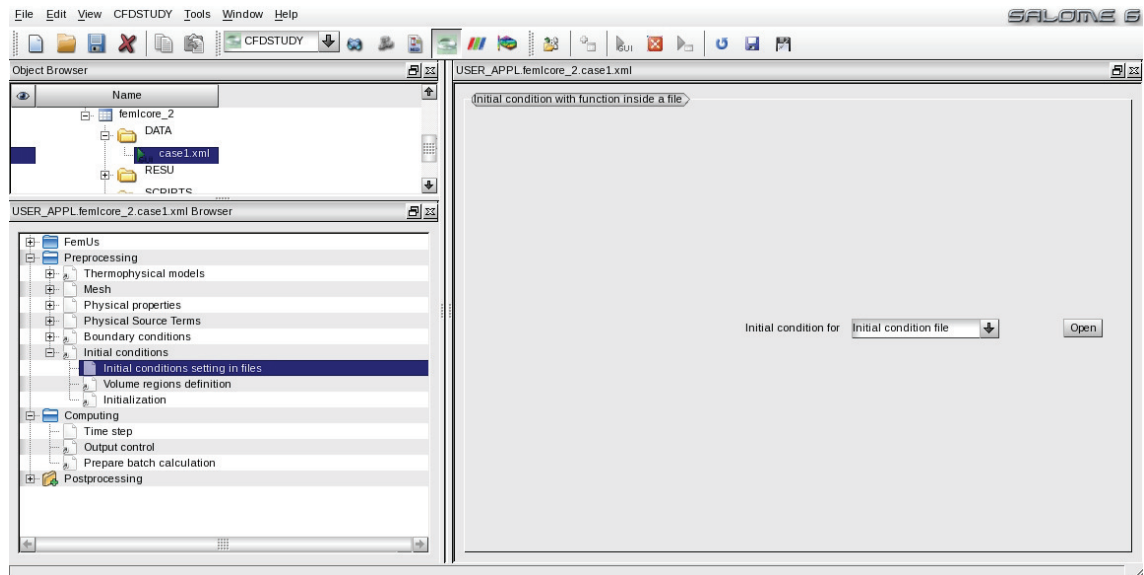 File Edit View CFDSTUDY Tools Window Help
SALOME 6
CFDSTUDY
Object Browser
Name
femlcore_2
DATA
case1.xml
RESU
SCRIPTS
USER_APPL.femlcore_2.case1.xml Browser
FemUs
Preprocessing
Thermophysical models
Mesh
Physical properties
Physical Source Terms
Boundary conditions
Initial conditions
Initial conditions setting in files
Volume regions definition
Initialization
Computing
Time step
Output control
Prepare batch calculation
Postprocessing
USER_APPL.femlcore_2.case1.xml
Initial condition with function inside a file
Initial condition for Initial condition file Open